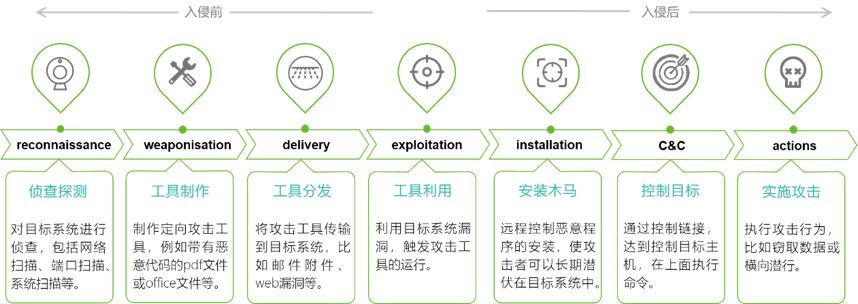 入侵前
入侵后
reconnaissance
weaponisation
delivery
exploitation
installation
C&C
actions
侦查探测
对目标系统进行
侦查，包括网络
扫描、端口扫描、
系统扫描等。
工具制作
制作定向攻击工
具，例如带有恶
意代码的pdf文件
或office文件等。
工具分发
将攻击工具传输
到目标系统，比
如邮件附件、
web漏洞等。
工具利用
利用目标系统漏
洞，触发攻击工
具的运行。
安装木马
远程控制恶意程
序的安装，使攻
击者可以长期潜
伏在目标系统中。
控制目标
通过控制链接，
达到控制目标主
机，在上面执行
命令。
实施攻击
执行攻击行为，
比如窃取数据或
横向潜行。